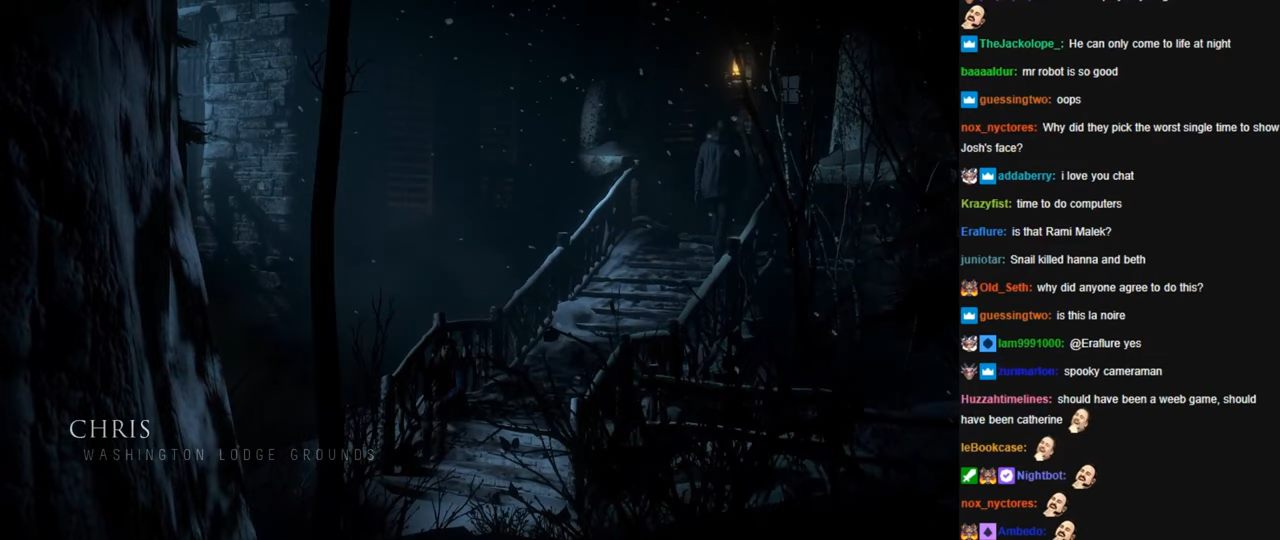 CHRIS
WASHINGTON LODGE GROUNDS
TheJackolope_: He can only come to life at night
baaaaldur: mr robot is so good
guessingtwo: oops
nox_nyctores: Why did they pick the worst single time to show
Josh's face?
addaberry: i love you chat
Krazyfist: time to do computers
Eraflure: is that Rami Malek?
juniotar: Snail killed hanna and beth
Old_Seth: why did anyone agree to do this?
guessingtwo: is this la noire
lam9991000: @Eraflure yes
zunmarlon: spooky cameraman
Huzzahtimelines: should have been a weeb game, should
have been catherine
leBookcase:
Nightbot:
nox_nyctores:
Ambedo: